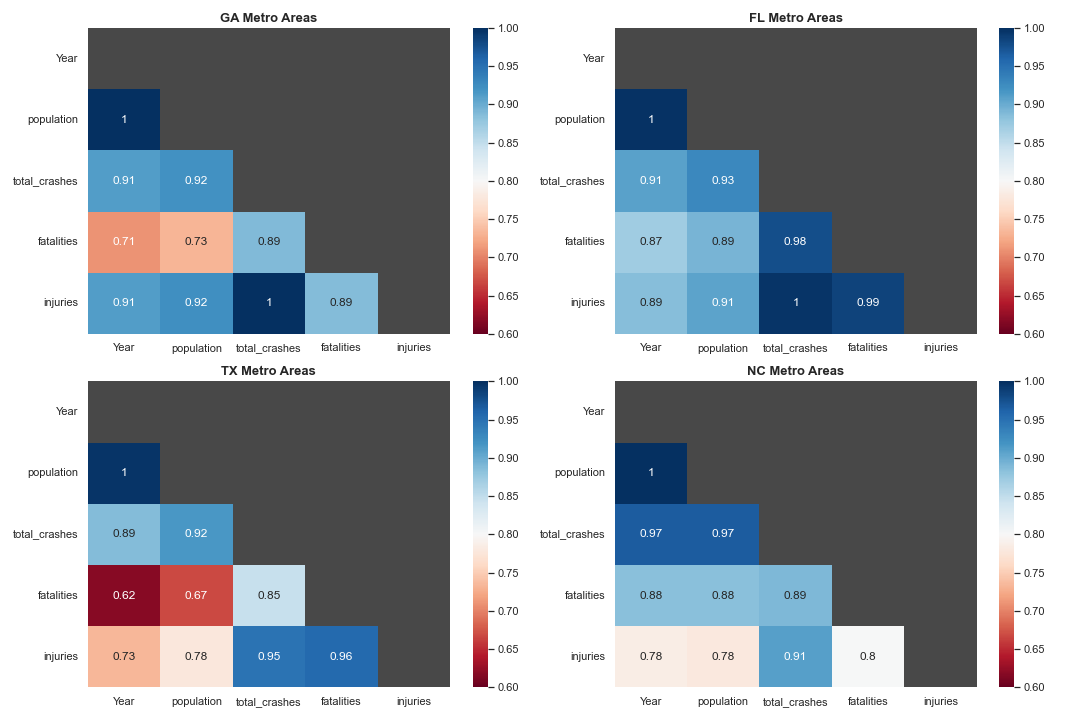 GA Metro Areas
Year
population
total_crashes
fatalities
injuries
1
0.91 0.92
0.71 0.73 0.89
0.91 0.92 1 0.89
Year population total_crashes fatalities injuries
1.00
0.95
0.90
0.85
0.80
0.75
0.70
0.65
0.60
FL Metro Areas
Year
population
total_crashes
fatalities
injuries
1
0.91 0.93
0.87 0.89 0.98
0.89 0.91 1 0.99
Year population total_crashes fatalities injuries
1.00
0.95
0.90
0.85
0.80
0.75
0.70
0.65
0.60
TX Metro Areas
Year
population
total_crashes
fatalities
injuries
1
0.89 0.92
0.62 0.67 0.85
0.73 0.78 0.95 0.96
Year population total_crashes fatalities injuries
1.00
0.95
0.90
0.85
0.80
0.75
0.70
0.65
0.60
NC Metro Areas
Year
population
total_crashes
fatalities
injuries
1
0.97 0.97
0.88 0.88 0.89
0.78 0.78 0.91 0.8
Year population total_crashes fatalities injuries
1.00
0.95
0.90
0.85
0.80
0.75
0.70
0.65
0.60